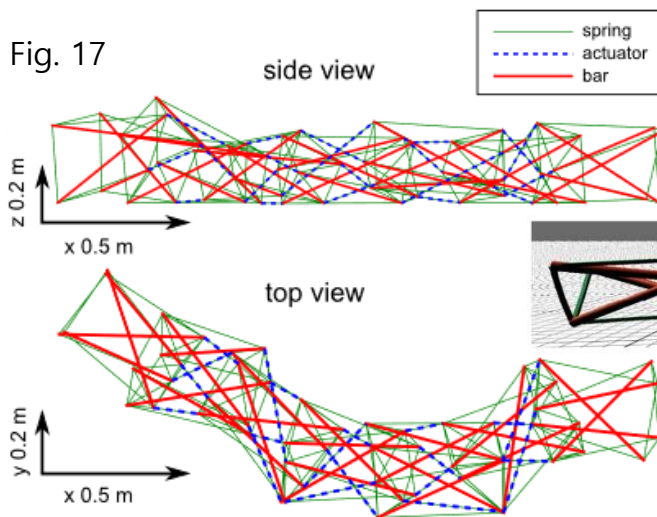 Fig. 17
spring
actuator
bar
side view
z 0.2 m
x 0.5 m
top view
y 0.2 m
x 0.5 m